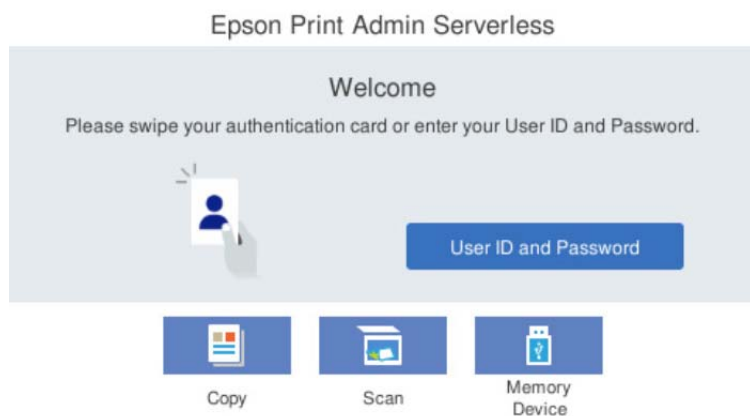 Epson Print Admin Serverless
Welcome
Please swipe your authentication card or enter your User ID and Password.
User ID and Password
Copy
Scan
Memory
Device